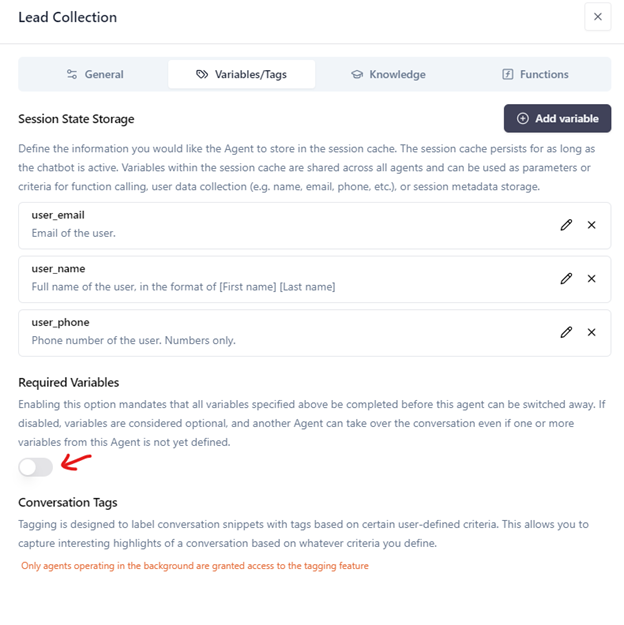 Lead Collection
General
Variables/Tags
Knowledge
Functions
Session State Storage
Add variable
Define the information you would like the Agent to store in the session cache. The session cache persists for as long as
the chatbot is active. Variables within the session cache are shared across all agents and can be used as parameters or
criteria for function calling, user data collection (e.g. name, email, phone, etc.), or session metadata storage.
user_email
Email of the user.
user_name
Full name of the user, in the format of [First name] [Last name]
user_phone
Phone number of the user. Numbers only.
Required Variables
Enabling this option mandates that all variables specified above be completed before this agent can be switched away. If
disabled, variables are considered optional, and another Agent can take over the conversation even if one or more
variables from this Agent is not yet defined.
Conversation Tags
Tagging is designed to label conversation snippets with tags based on certain user-defined criteria. This allows you to
capture interesting highlights of a conversation based on whatever criteria you define.
Only agents operating in the background are granted access to the tagging feature